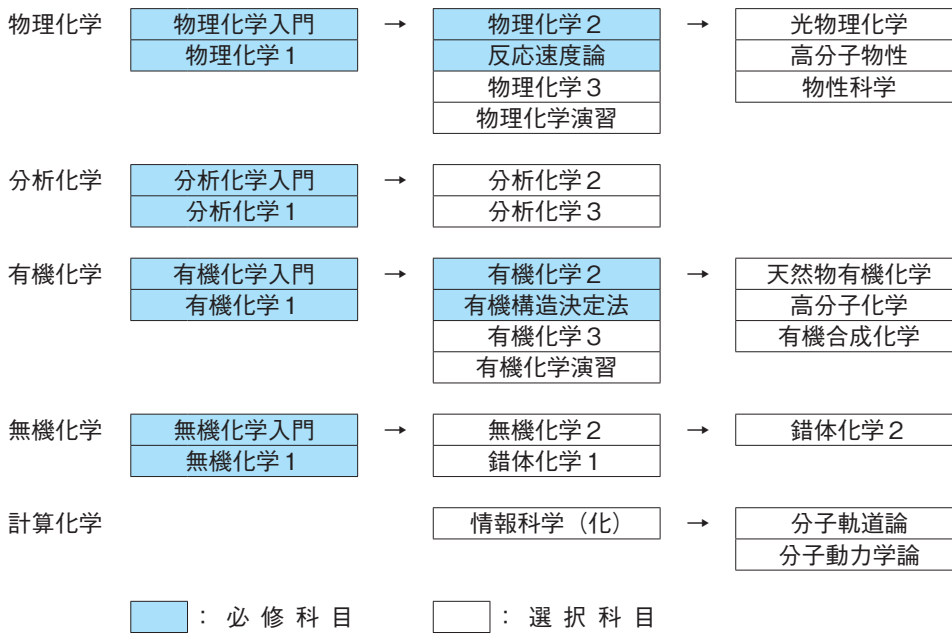 物理化学 物理化学入門 → 物理化学2 → 光物理化学
物理化学1 反応速度論 高分子物性
物理化学3 物性科学
物理化学演習
分析化学 分析化学入門 → 分析化学2
分析化学1 分析化学3
有機化学 有機化学入門 → 有機化学2 → 天然物有機化学
有機化学1 有機構造決定法 高分子化学
有機化学3 有機合成化学
有機化学演習
無機化学 無機化学入門 → 無機化学2 → 錯体化学2
無機化学1 錯体化学1
計算化学 情報科学(化) → 分子軌道論
分子動力学論
:必修科目 :選択科目